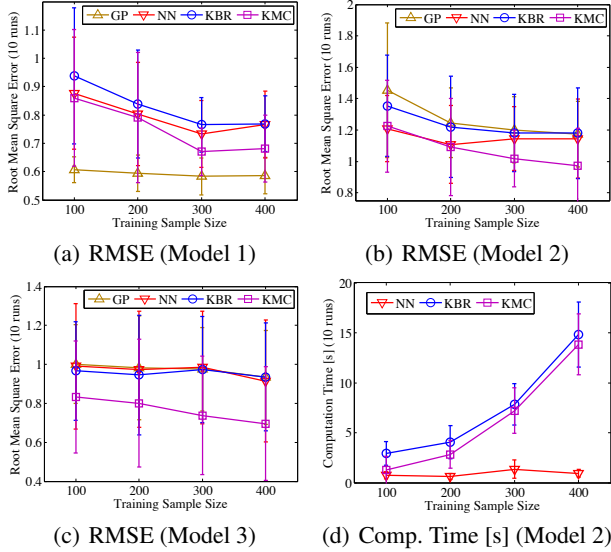 GP NN KBR KMC
Root Mean Square Error (10 runs)
1
0.9
0.8
0.7
0.6
0.5
100 200 300 400
Training Sample Size
(a) RMSE (Model 1)
GP NN KBR KMC
Root Mean Square Error (10 runs)
2
1.8
1.6
1.4
1.2
1
0.8
100 200 300 400
Training Sample Size
(b) RMSE (Model 2)
GP NN KBR KMC
Root Mean Square Error (10 runs)
1.4
1.2
1
0.8
0.6
0.4
100 200 300 400
Training Sample Size
(c) RMSE (Model 3)
NN KBR KMC
Computation Time [s] (10 runs)
20
15
10
5
0
100 200 300 400
Training Sample Size
(d) Comp. Time [s] (Model 2)